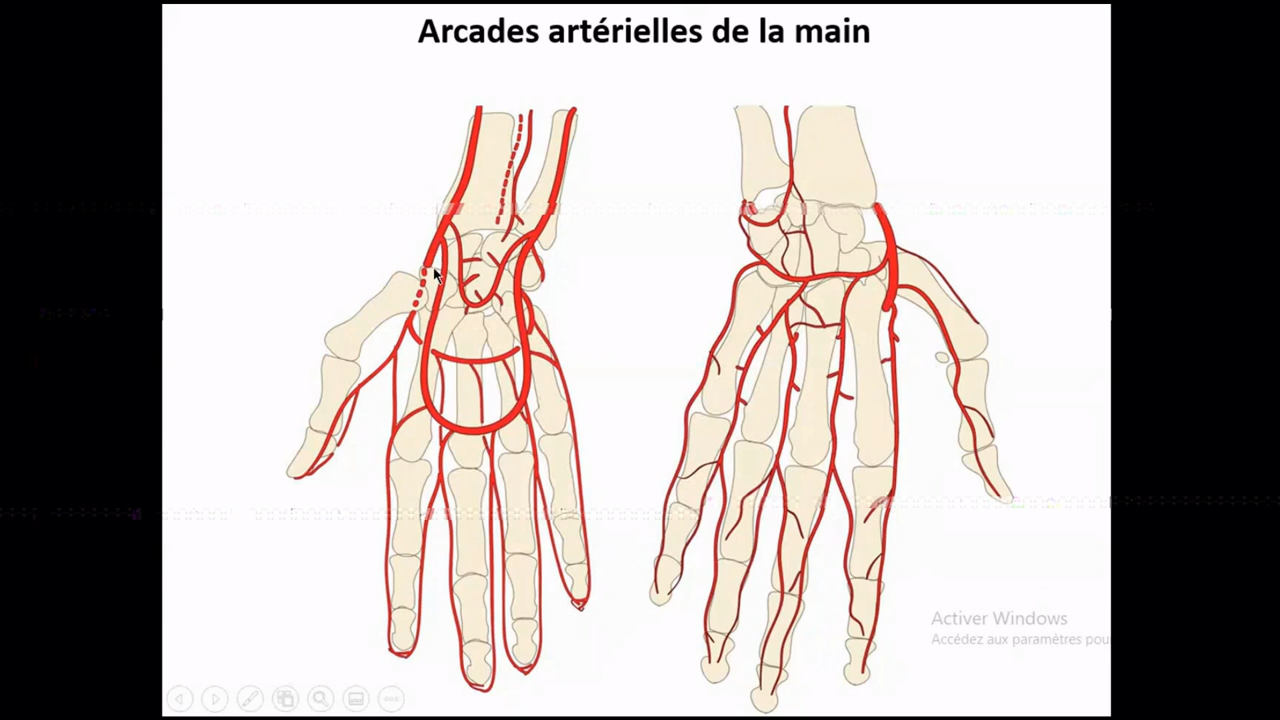 Arcades artérielles de la main
Activer Windows
Accédez aux paramètres pou